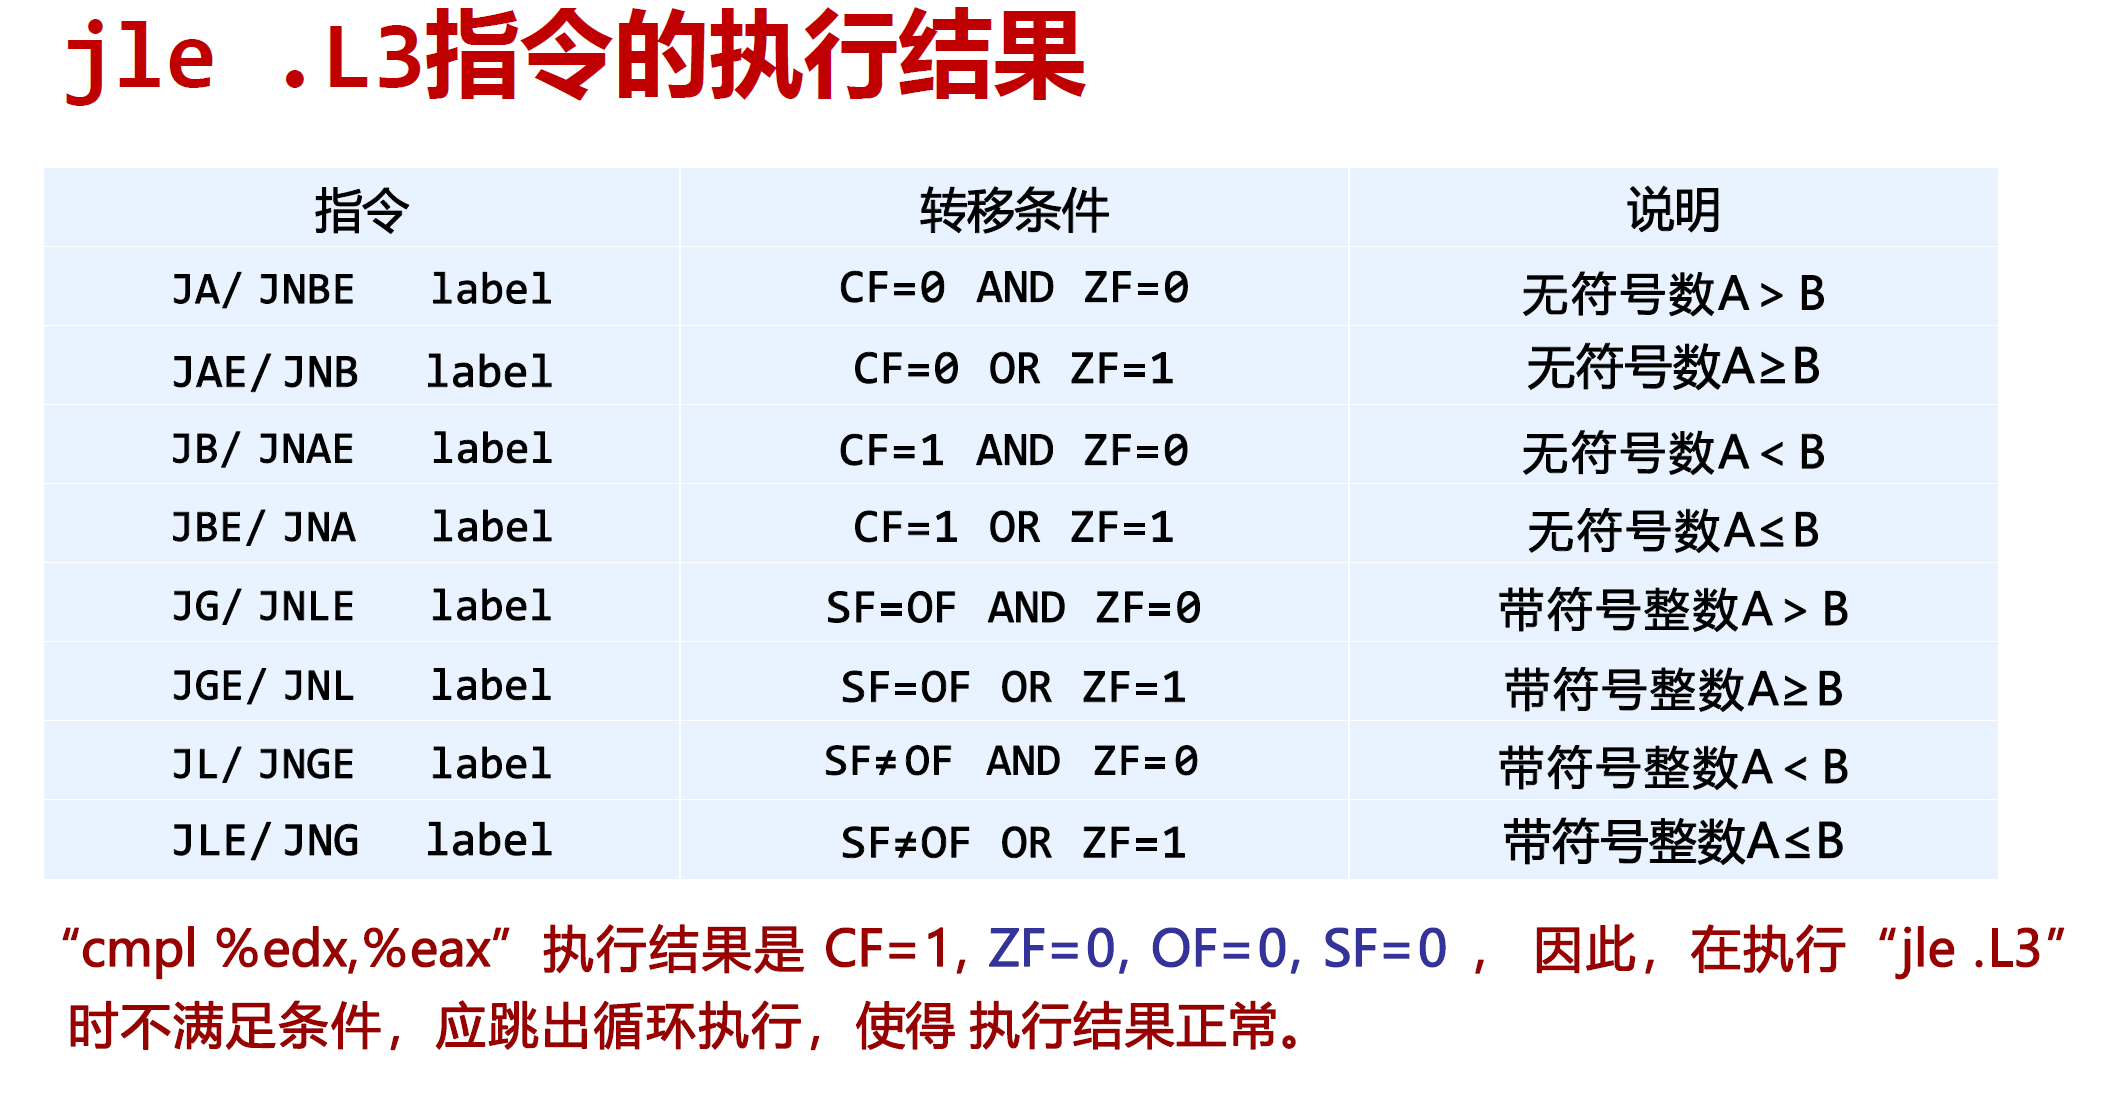 jle .L3指令的执行结果
指令 转移条件 说明
JA/ JNBE label CF=0 AND ZF=0 无符号数A > B
JAE/ JNB label CF=0 OR ZF=1 无符号数A≥B
JB/ JNAE label CF=1 AND ZF=0 无符号数A < B
JBE/ JNA label CF=1 OR ZF=1 无符号数A≤B
JG/ JNLE label SF=OF AND ZF=0 带符号整数A > B
JGE/ JNL label SF=OF OR ZF=1 带符号整数A≥B
JL/ JNGE label SF≠OF AND ZF=0 带符号整数A < B
JLE/ JNG label SF≠OF OR ZF=1 带符号整数A≤B
“cmpl %edx,%eax” 执行结果是 CF=1, ZF=0, OF=0, SF=0 ， 因此，在执行 “jle .L3”
时不满足条件，应跳出循环执行，使得 执行结果正常。